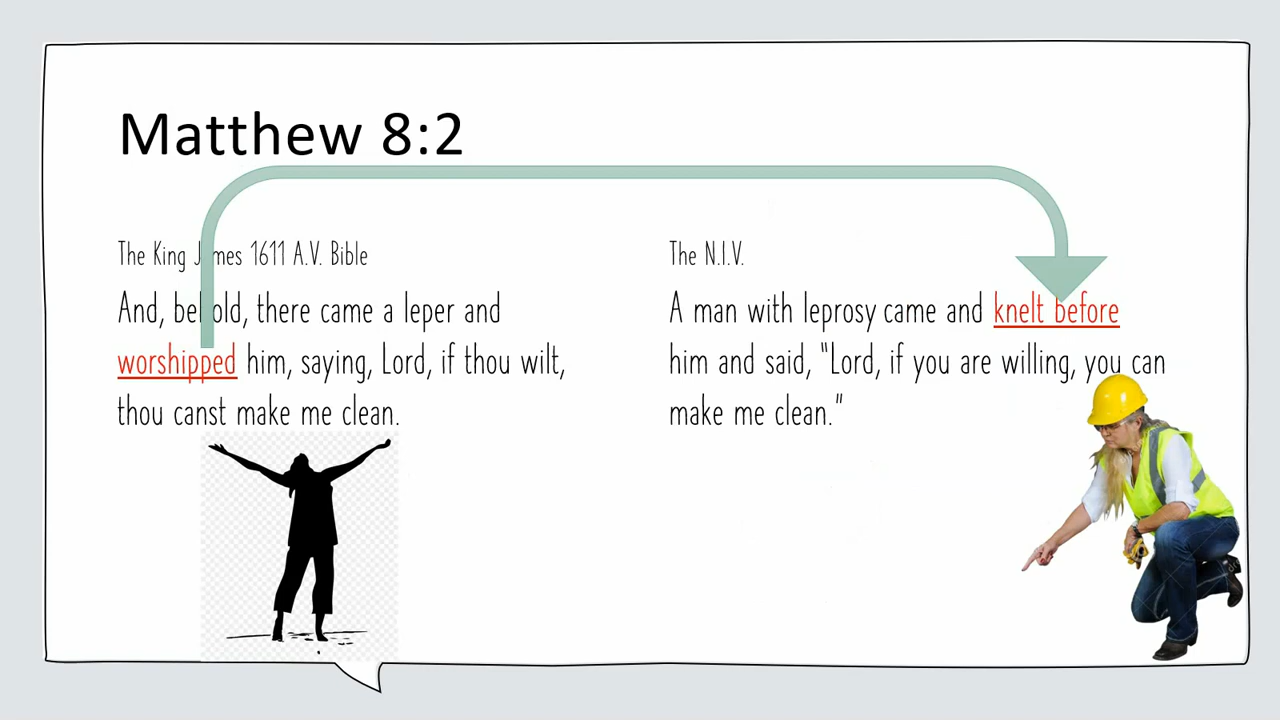 Matthew 8:2
The King James 1611 A.V. Bible
And, behold, there came a leper and
worshipped him, saying, Lord, if thou wilt,
thou canst make me clean.
The N.I.V.
A man with leprosy came and knelt before
him and said, "Lord, if you are willing, you can
make me clean."